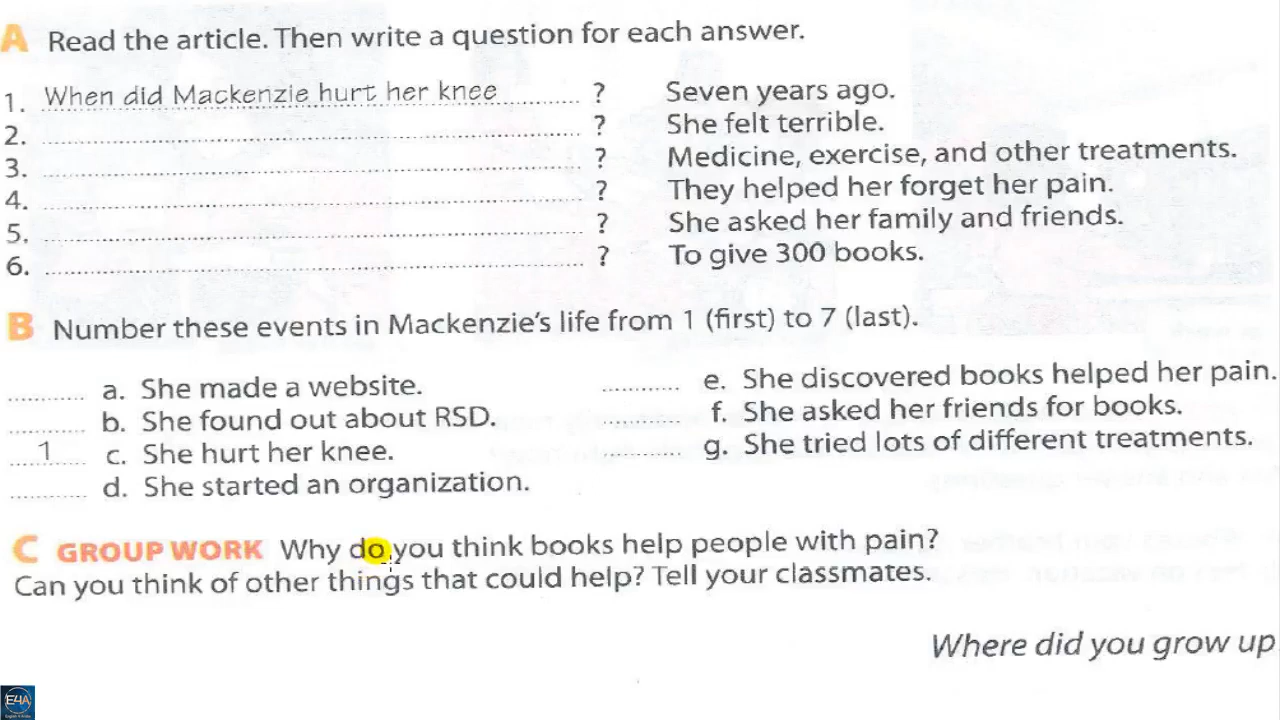 A Read the article. Then write a question for each answer.
1. When did Mackenzie hurt her knee ? Seven years ago.
2. ? She felt terrible.
3. ? Medicine, exercise, and other treatments.
4. ? They helped her forget her pain.
5. ? She asked her family and friends.
6. ? To give 300 books.
B Number these events in Mackenzie's life from 1 (first) to 7 (last).
a. She made a website.
b. She found out about RSD.
1 c. She hurt her knee.
d. She started an organization.
e. She discovered books helped her pain.
f. She asked her friends for books.
g. She tried lots of different treatments.
C GROUP WORK Why do you think books help people with pain?
Can you think of other things that could help? Tell your classmates.
Where did you grow up
E4A